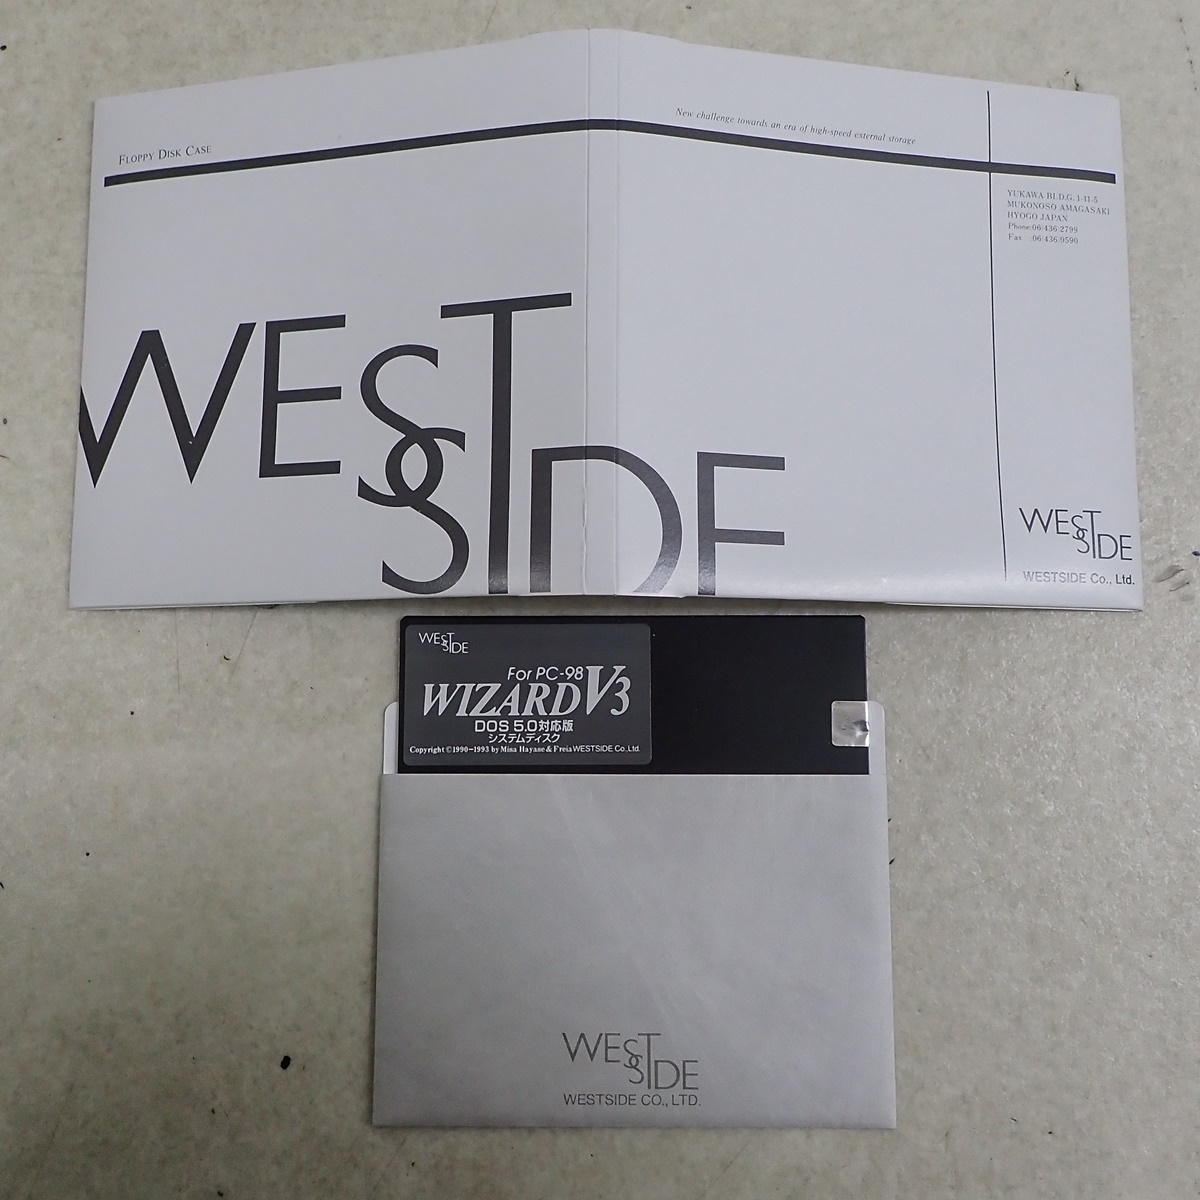 FLOPPY DISK CASE
WESTSIDE
New challenge towards an era of high-speed external storage
YUKAWA BLD.G. 1-11-5
MUKONOSO AMAGASAKI
HYOGO JAPAN
Phone:06(436)2799
Fax :06(436)9590
WESTSIDE
WESTSIDE Co., Ltd.
WESTSIDE
For PC-98
WIZARD V3
DOS 5.0対応版
システムディスク
Copyright ©1990-1993 by Mina Hayane & Freia WESTSIDE Co.,Ltd.
WESTSIDE
WESTSIDE CO., LTD.